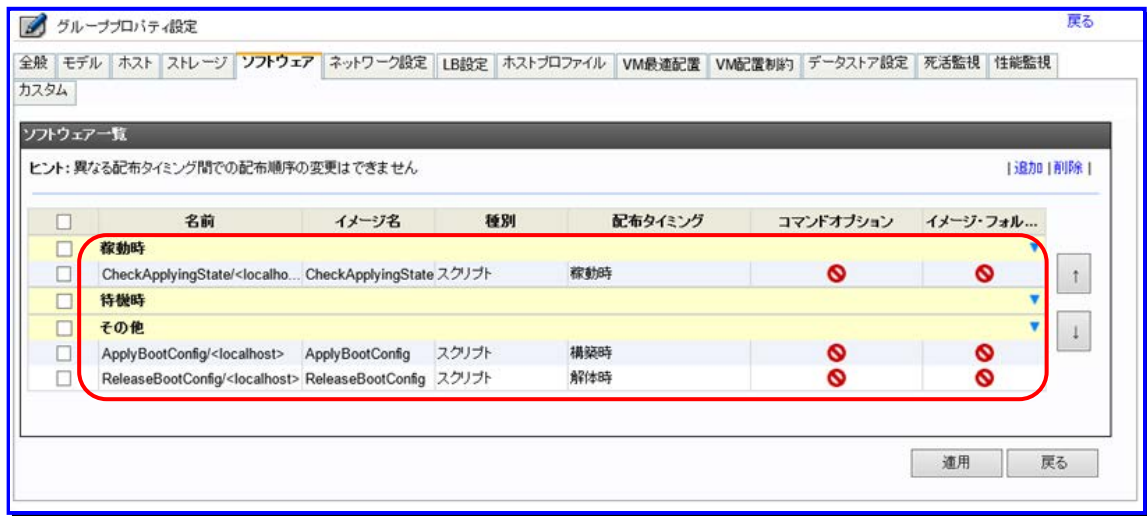 グループプロパティ設定 戻る
全般 モデル ホスト ストレージ ソフトウェア ネットワーク設定 LB設定 ホストプロファイル VM最適配置 VM配置制約 データストア設定 死活監視 性能監視
カスタム
ソフトウェア一覧
ヒント: 異なる配布タイミング間での配布順序の変更はできません | 追加 | 削除 |
名前 イメージ名 種別 配布タイミング コマンドオプション イメージ・フォル...
稼動時
CheckApplyingState/<localho... CheckApplyingState スクリプト 稼動時
待機時
その他
ApplyBootConfig/<localhost> ApplyBootConfig スクリプト 構築時
ReleaseBootConfig/<localhost> ReleaseBootConfig スクリプト 解体時
↑
↓
適用 戻る